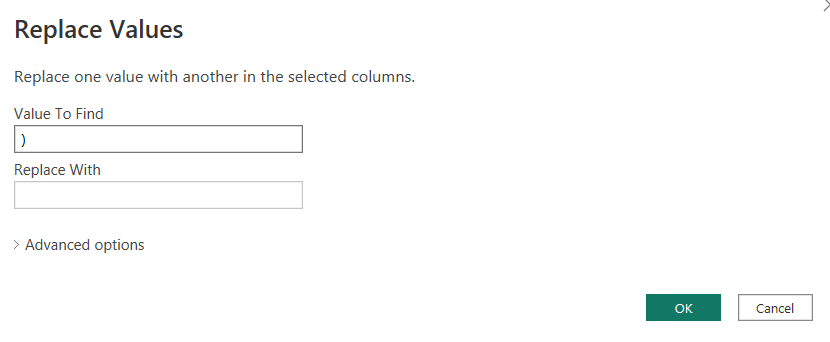 Replace Values
Replace one value with another in the selected columns.
Value To Find
)
Replace With
Advanced options
OK
Cancel